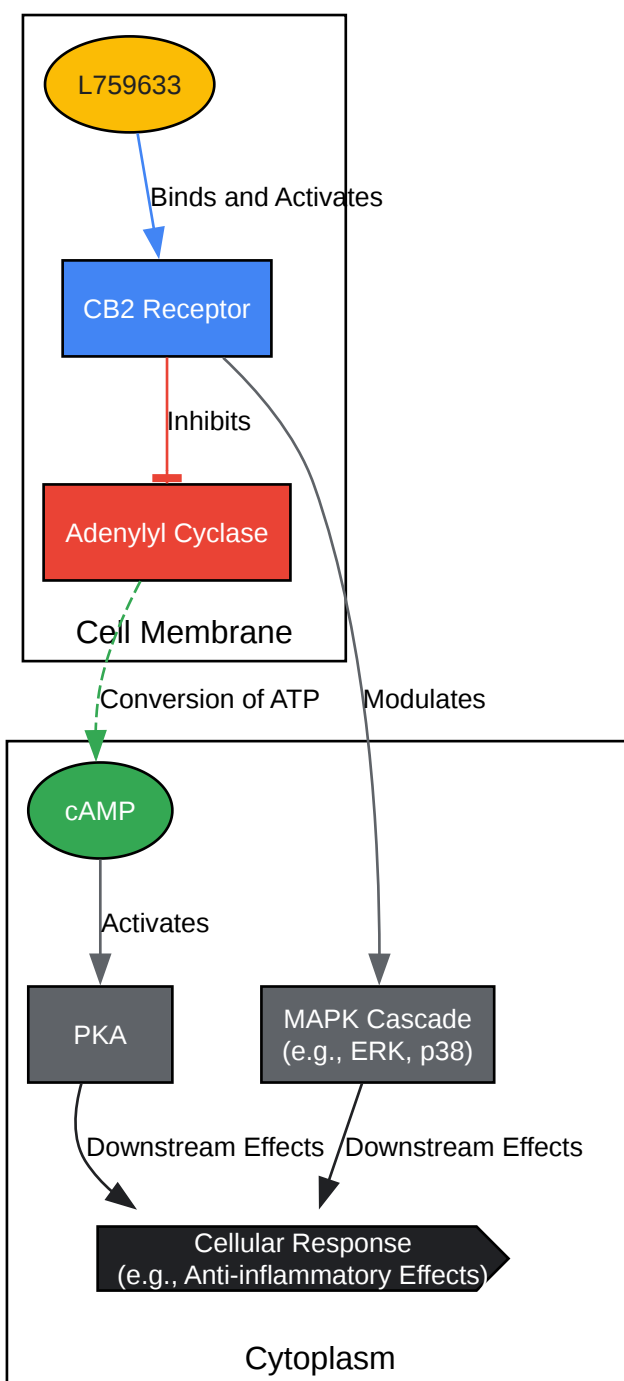 L759633
Binds and Activates
CB2 Receptor
Inhibits
Adenylyl Cyclase
Cell Membrane
Conversion of ATP
Modulates
cAMP
Activates
PKA
MAPK Cascade
(e.g., ERK, p38)
Downstream Effects
Downstream Effects
Cellular Response
(e.g., Anti-inflammatory Effects)
Cytoplasm